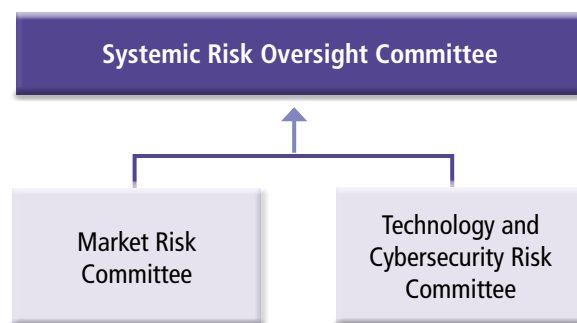 Systemic Risk Oversight Committee
Market Risk
Committee
Technology and
Cybersecurity Risk
Committee